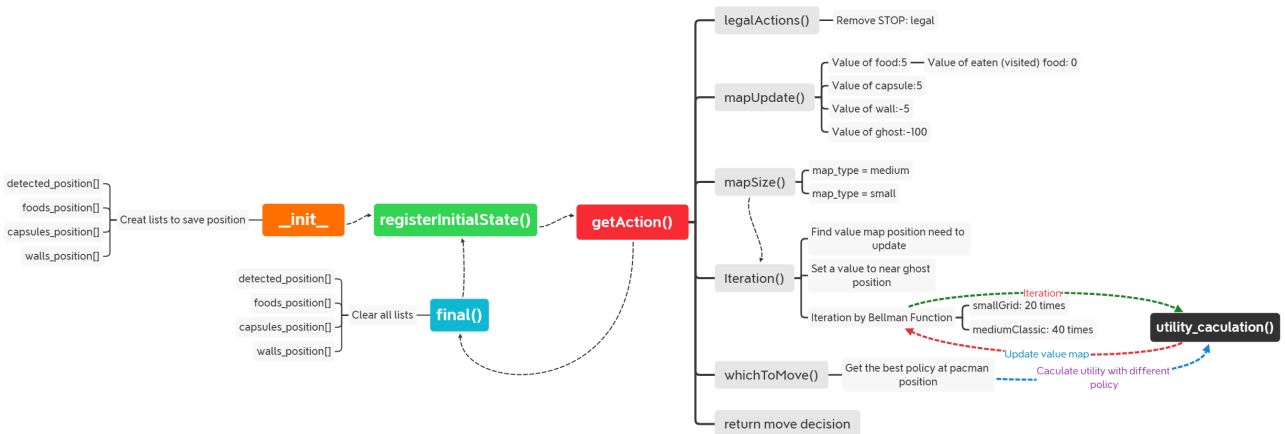 detected_position[]
foods_position[]
capsules_position[]
walls_position[]
Creat lists to save position
__init_
registerInitialState()
getAction()
detected_position[]
foods_position[]
capsules_position[]
walls_position[]
Clear all lists
final()
legalActions()
Remove STOP: legal
mapUpdate()
Value of food:5
Value of eaten (visited) food: 0
Value of capsule:5
Value of wall:-5
Value of ghost:-100
mapSize()
map_type = medium
map_type = small
Iteration()
Find value map position need to
update
Set a value to near ghost
position
Iteration by Bellman Function
smallGrid: 20 times
mediumClassic: 40 times
Iteration
Update value map
utility_caculation()
whichToMove()
Get the best policy at pacman
position
Caculate utility with different
policy
return move decision